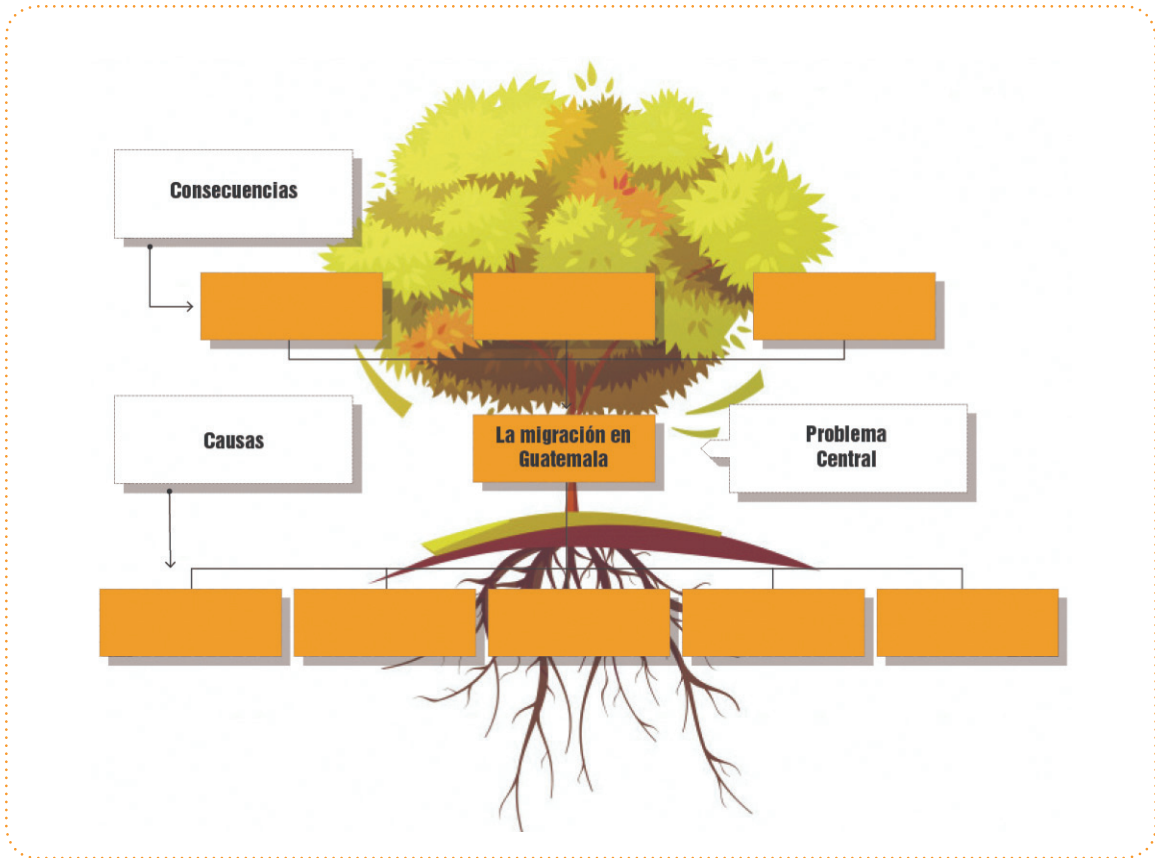 Consecuencias
Causas
La migración en
Guatemala
Problema
Central